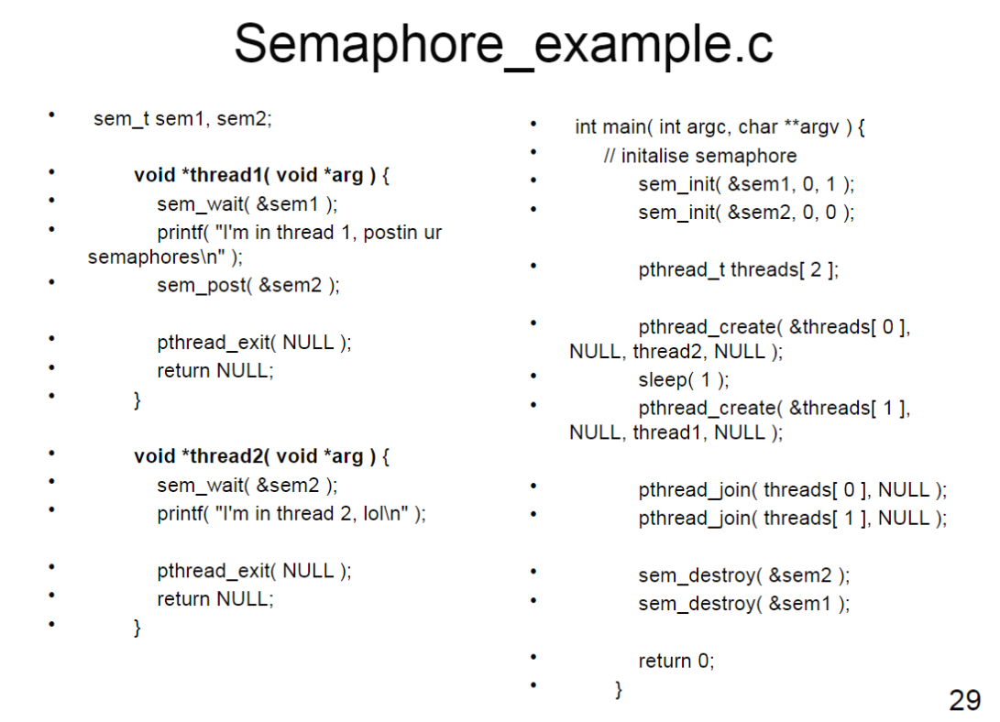 Semaphore_example.c
• sem_t sem1, sem2;
• void *thread1( void *arg ) {
• sem_wait( &sem1 );
• printf( "I'm in thread 1, postin ur
semaphores\n" );
• sem_post( &sem2 );
• pthread_exit( NULL );
• return NULL;
• }
• void *thread2( void *arg ) {
• sem_wait( &sem2 );
• printf( "I'm in thread 2, lol\n" );
• pthread_exit( NULL );
• return NULL;
• }
• int main( int argc, char **argv ) {
• // initalise semaphore
• sem_init( &sem1, 0, 1 );
• sem_init( &sem2, 0, 0 );
• pthread_t threads[ 2 ];
• pthread_create( &threads[ 0 ],
NULL, thread2, NULL );
• sleep( 1 );
• pthread_create( &threads[ 1 ],
NULL, thread1, NULL );
• pthread_join( threads[ 0 ], NULL );
• pthread_join( threads[ 1 ], NULL );
• sem_destroy( &sem2 );
• sem_destroy( &sem1 );
• return 0;
• }
29